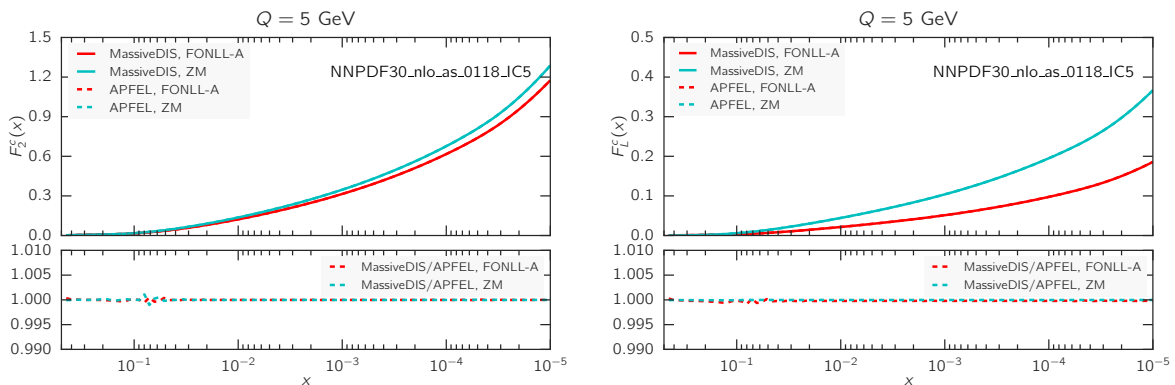 Q = 5 GeV
1.5
1.2
0.9
0.6
0.3
0.0
F₂ᶜ(x)
MassiveDIS, FONLL-A
MassiveDIS, ZM
APFEL, FONLL-A
APFEL, ZM
NNPDF30_nlo_as_0118_IC5
1.010
1.005
1.000
0.995
0.990
MassiveDIS/APFEL, FONLL-A
MassiveDIS/APFEL, ZM
10⁻¹ 10⁻² 10⁻³ 10⁻⁴ 10⁻⁵
x
Q = 5 GeV
0.5
0.4
0.3
0.2
0.1
0.0
F_Lᶜ(x)
MassiveDIS, FONLL-A
MassiveDIS, ZM
APFEL, FONLL-A
APFEL, ZM
NNPDF30_nlo_as_0118_IC5
1.010
1.005
1.000
0.995
0.990
MassiveDIS/APFEL, FONLL-A
MassiveDIS/APFEL, ZM
10⁻¹ 10⁻² 10⁻³ 10⁻⁴ 10⁻⁵
x